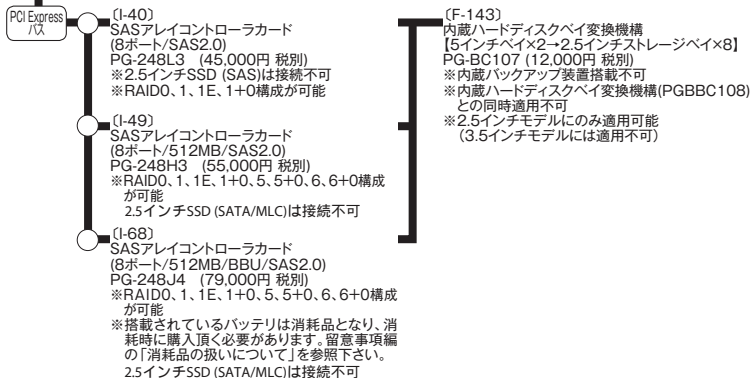 PCI Express
バス
〔I-40〕
SASアレイコントローラカード
(8ポート/SAS2.0)
PG-248L3　(45,000円 税別)
※2.5インチSSD (SAS)は接続不可
※RAID0、1、1E、1+0構成が可能
〔I-49〕
SASアレイコントローラカード
(8ポート/512MB/SAS2.0)
PG-248H3　(55,000円 税別)
※RAID0、1、1E、1+0、5、5+0、6、6+0構成
が可能
2.5インチSSD (SATA/MLC)は接続不可
〔I-68〕
SASアレイコントローラカード
(8ポート/512MB/BBU/SAS2.0)
PG-248J4　(79,000円 税別)
※RAID0、1、1E、1+0、5、5+0、6、6+0構成
が可能
※搭載されているバッテリは消耗品となり、消
耗時に購入頂く必要があります。留意事項編
の「消耗品の扱いについて」を参照下さい。
2.5インチSSD (SATA/MLC)は接続不可
〔F-143〕
内蔵ハードディスクベイ変換機構
【5インチベイ×2→2.5インチストレージベイ×8】
PG-BC107 (12,000円 税別)
※内蔵バックアップ装置搭載不可
※内蔵ハードディスクベイ変換機構(PGBBC108)
との同時適用不可
※2.5インチモデルにのみ適用可能
（3.5インチモデルには適用不可）